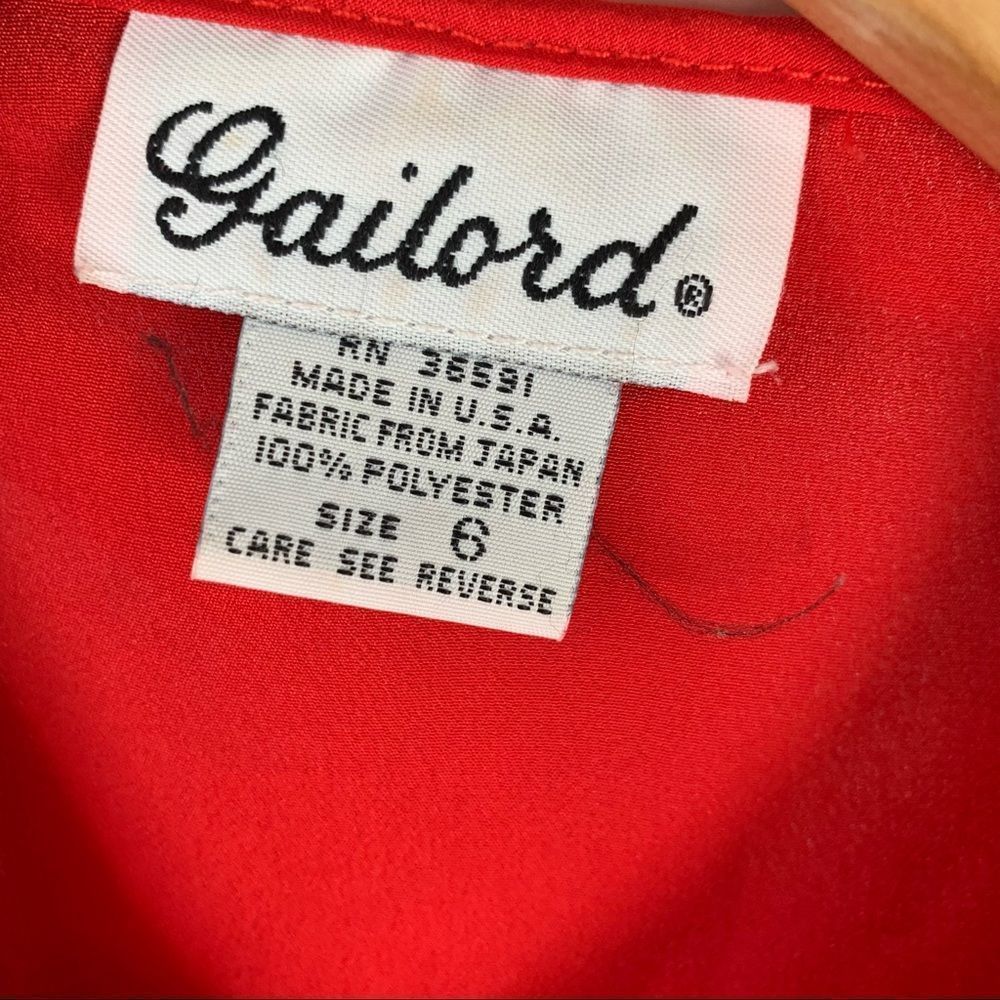 Gailord®
RN 36591
MADE IN U.S.A.
FABRIC FROM JAPAN
100% POLYESTER
SIZE 6
CARE SEE REVERSE